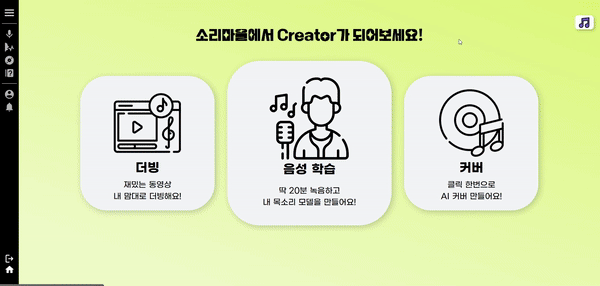 소리마을에서 Creator가 되어보세요!
더빙
재밌는 동영상
내 맘대로 더빙해요!
음성 학습
딱 20분 녹음하고
내 목소리 모델을 만들어요!
커버
클릭 한번으로
AI 커버 만들어요!